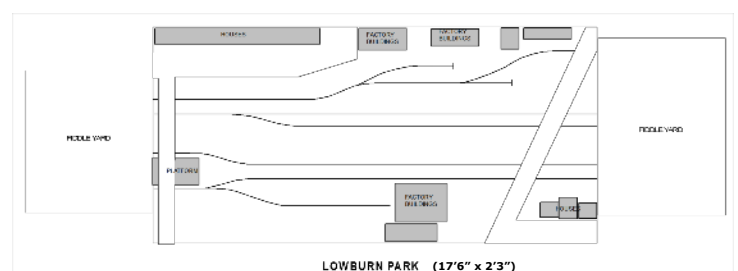 HOUSES
FACTORY
BUILDINGS
FACTORY
BUILDINGS
FIDDLE YARD
FIDDLE YARD
PLATFORM
FACTORY
BUILDINGS
HOUSES
LOWBURN PARK (17'6" x 2'3")